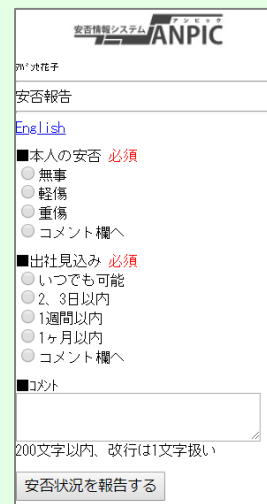 安否情報システム アンピック
ANPIC
ｱﾝﾋﾟｯｸ花子
安否報告
English
■本人の安否 必須
無事
軽傷
重傷
コメント欄へ
■出社見込み 必須
いつでも可能
2、3日以内
1週間以内
1ヶ月以内
コメント欄へ
■ｺﾒﾝﾄ
200文字以内、改行は1文字扱い
安否状況を報告する